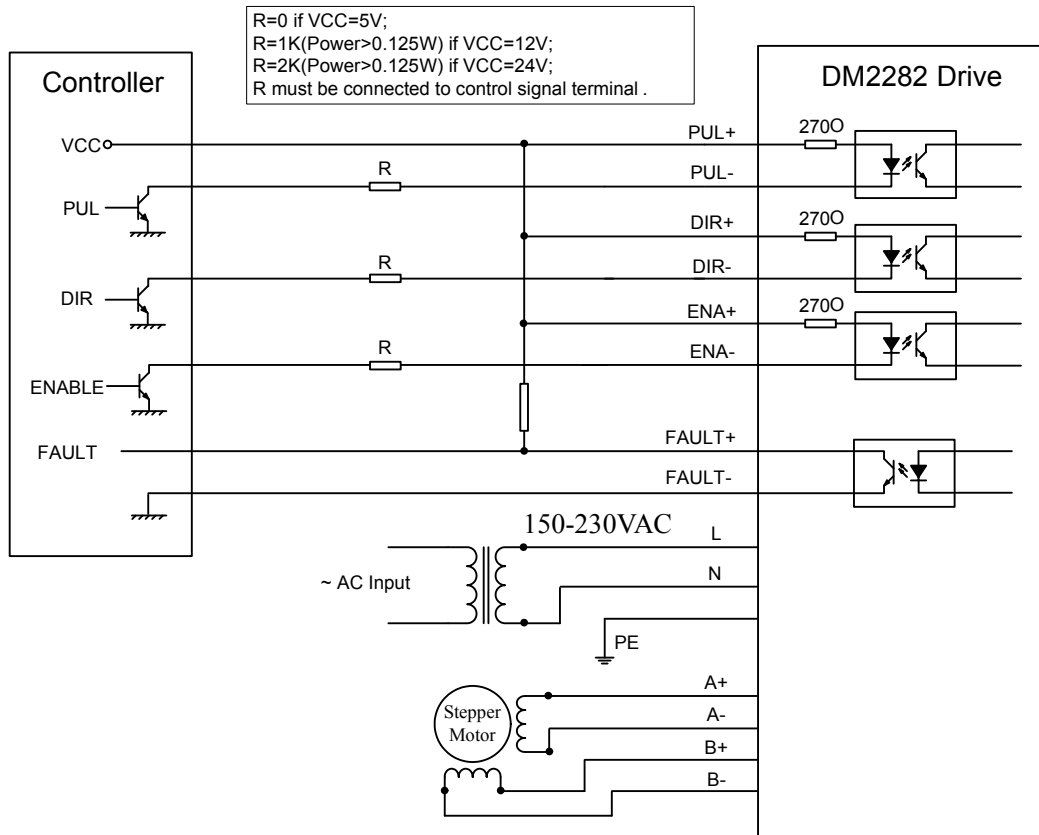 R=0 if VCC=5V;
R=1K(Power>0.125W) if VCC=12V;
R=2K(Power>0.125W) if VCC=24V;
R must be connected to control signal terminal .
Controller
DM2282 Drive
VCC
PUL+
270O
R
PUL-
PUL
DIR+
270O
R
DIR-
DIR
ENA+
270O
R
ENA-
ENABLE
FAULT
FAULT+
FAULT-
150-230VAC
L
~ AC Input
N
PE
A+
Stepper
Motor
A-
B+
B-